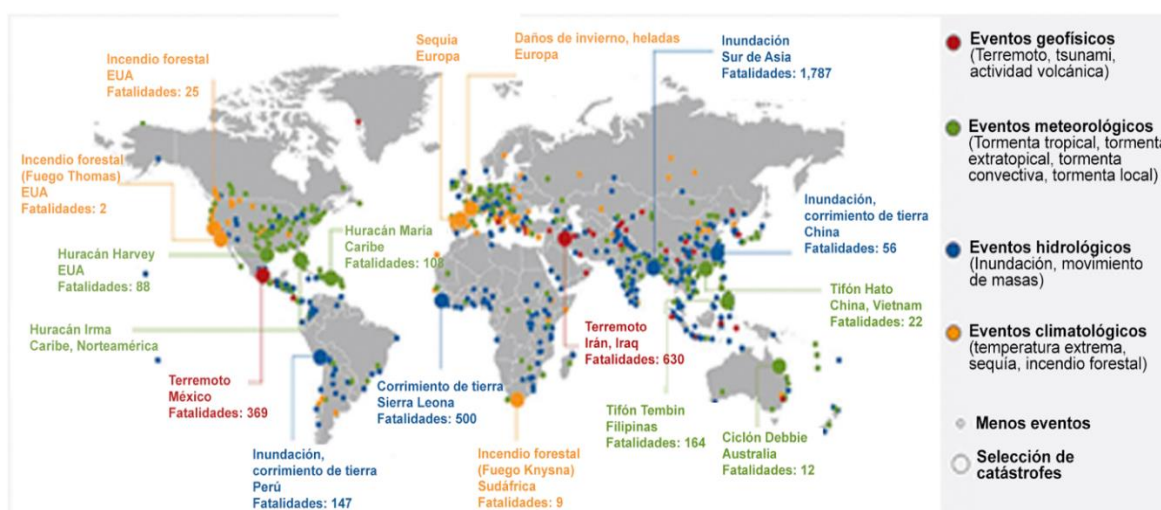 Incendio forestal
EUA
Fatalidades: 25
Sequia
Europa
Daños de invierno, heladas
Europa
Inundación
Sur de Asia
Fatalidades: 1,787
Incendio forestal
(Fuego Thomas)
EUA
Fatalidades: 2
Huracán María
Caribe
Fatalidades: 108
Inundación,
corrimiento de tierra
China
Fatalidades: 56
Huracán Harvey
EUA
Fatalidades: 88
Tifón Hato
China, Vietnam
Fatalidades: 22
Huracán Irma
Caribe, Norteamérica
Terremoto
Irán, Iraq
Fatalidades: 630
Terremoto
México
Fatalidades: 369
Corrimiento de tierra
Sierra Leona
Fatalidades: 500
Tifón Tembin
Filipinas
Fatalidades: 164
Ciclón Debbie
Australia
Fatalidades: 12
Inundación,
corrimiento de tierra
Perú
Fatalidades: 147
Incendio forestal
(Fuego Knysna)
Sudáfrica
Fatalidades: 9
Eventos geofísicos
(Terremoto, tsunami,
actividad volcánica)
Eventos meteorológicos
(Tormenta tropical, tormenta
extratopical, tormenta
convectiva, tormenta local)
Eventos hidrológicos
(Inundación, movimiento
de masas)
Eventos climatológicos
(temperatura extrema,
sequía, incendio forestal)
Menos eventos
Selección de
catástrofes